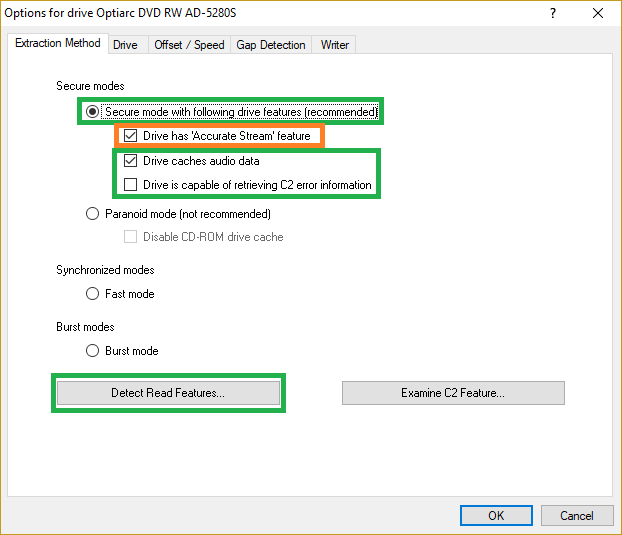 Options for drive Optiarc DVD RW AD-5280S ?
Extraction Method Drive Offset / Speed Gap Detection Writer
Secure modes
Secure mode with following drive features (recommended)
Drive has 'Accurate Stream' feature
Drive caches audio data
Drive is capable of retrieving C2 error information
Paranoid mode (not recommended)
Disable CD-ROM drive cache
Synchronized modes
Fast mode
Burst modes
Burst mode
Detect Read Features... Examine C2 Feature...
OK Cancel